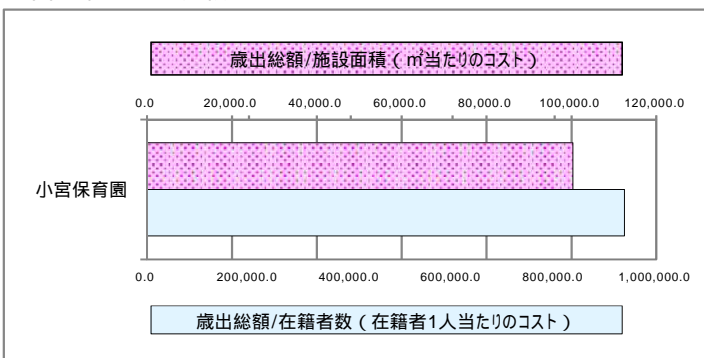 歳出総額/施設面積(㎡当たりのコスト)
0.0 20,000.0 40,000.0 60,000.0 80,000.0 100,000.0 120,000.0
小宮保育園
0.0 200,000.0 400,000.0 600,000.0 800,000.0 1,000,000.0
歳出総額/在籍者数(在籍者1人当たりのコスト)